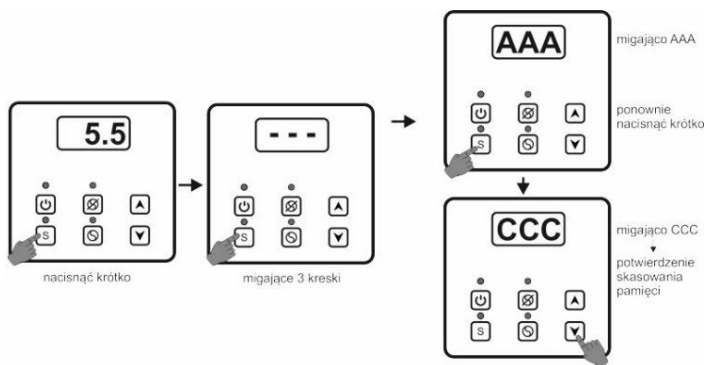 5.5
S
nacisnąć krótko
- - -
S
migające 3 kreski
AAA
migająco AAA
ponownie
nacisnąć krótko
S
CCC
migająco CCC
potwierdzenie
skasowania
pamięci
S